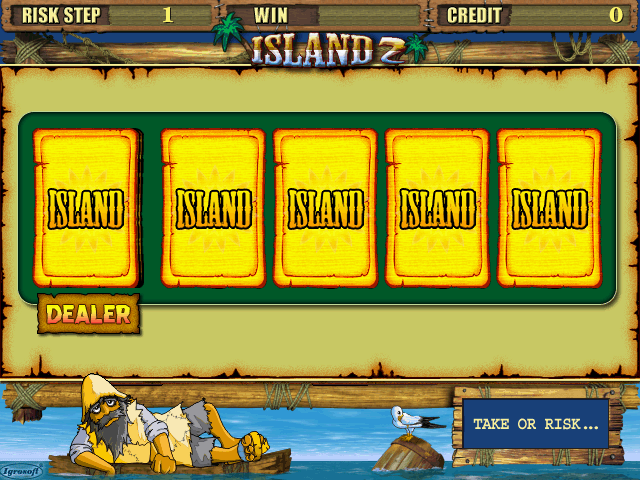 RISK STEP 1 WIN CREDIT 0
ISLAND 2
ISLAND ISLAND ISLAND ISLAND ISLAND
DEALER
TAKE OR RISK...
Igrosoft